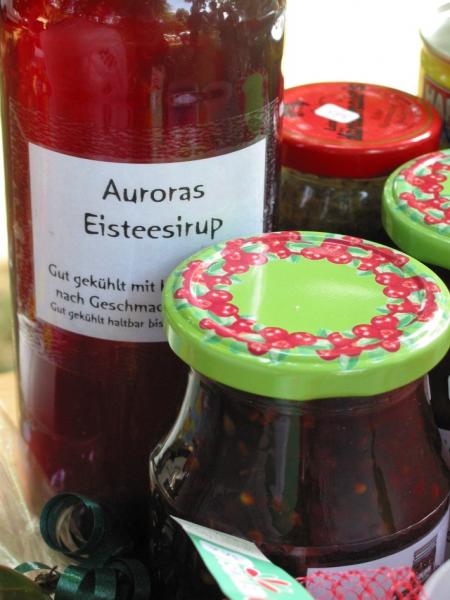 Auroras
Eisteesirup
Gut gekühlt mit
nach Geschmac
Gut gekühlt haltbar bis